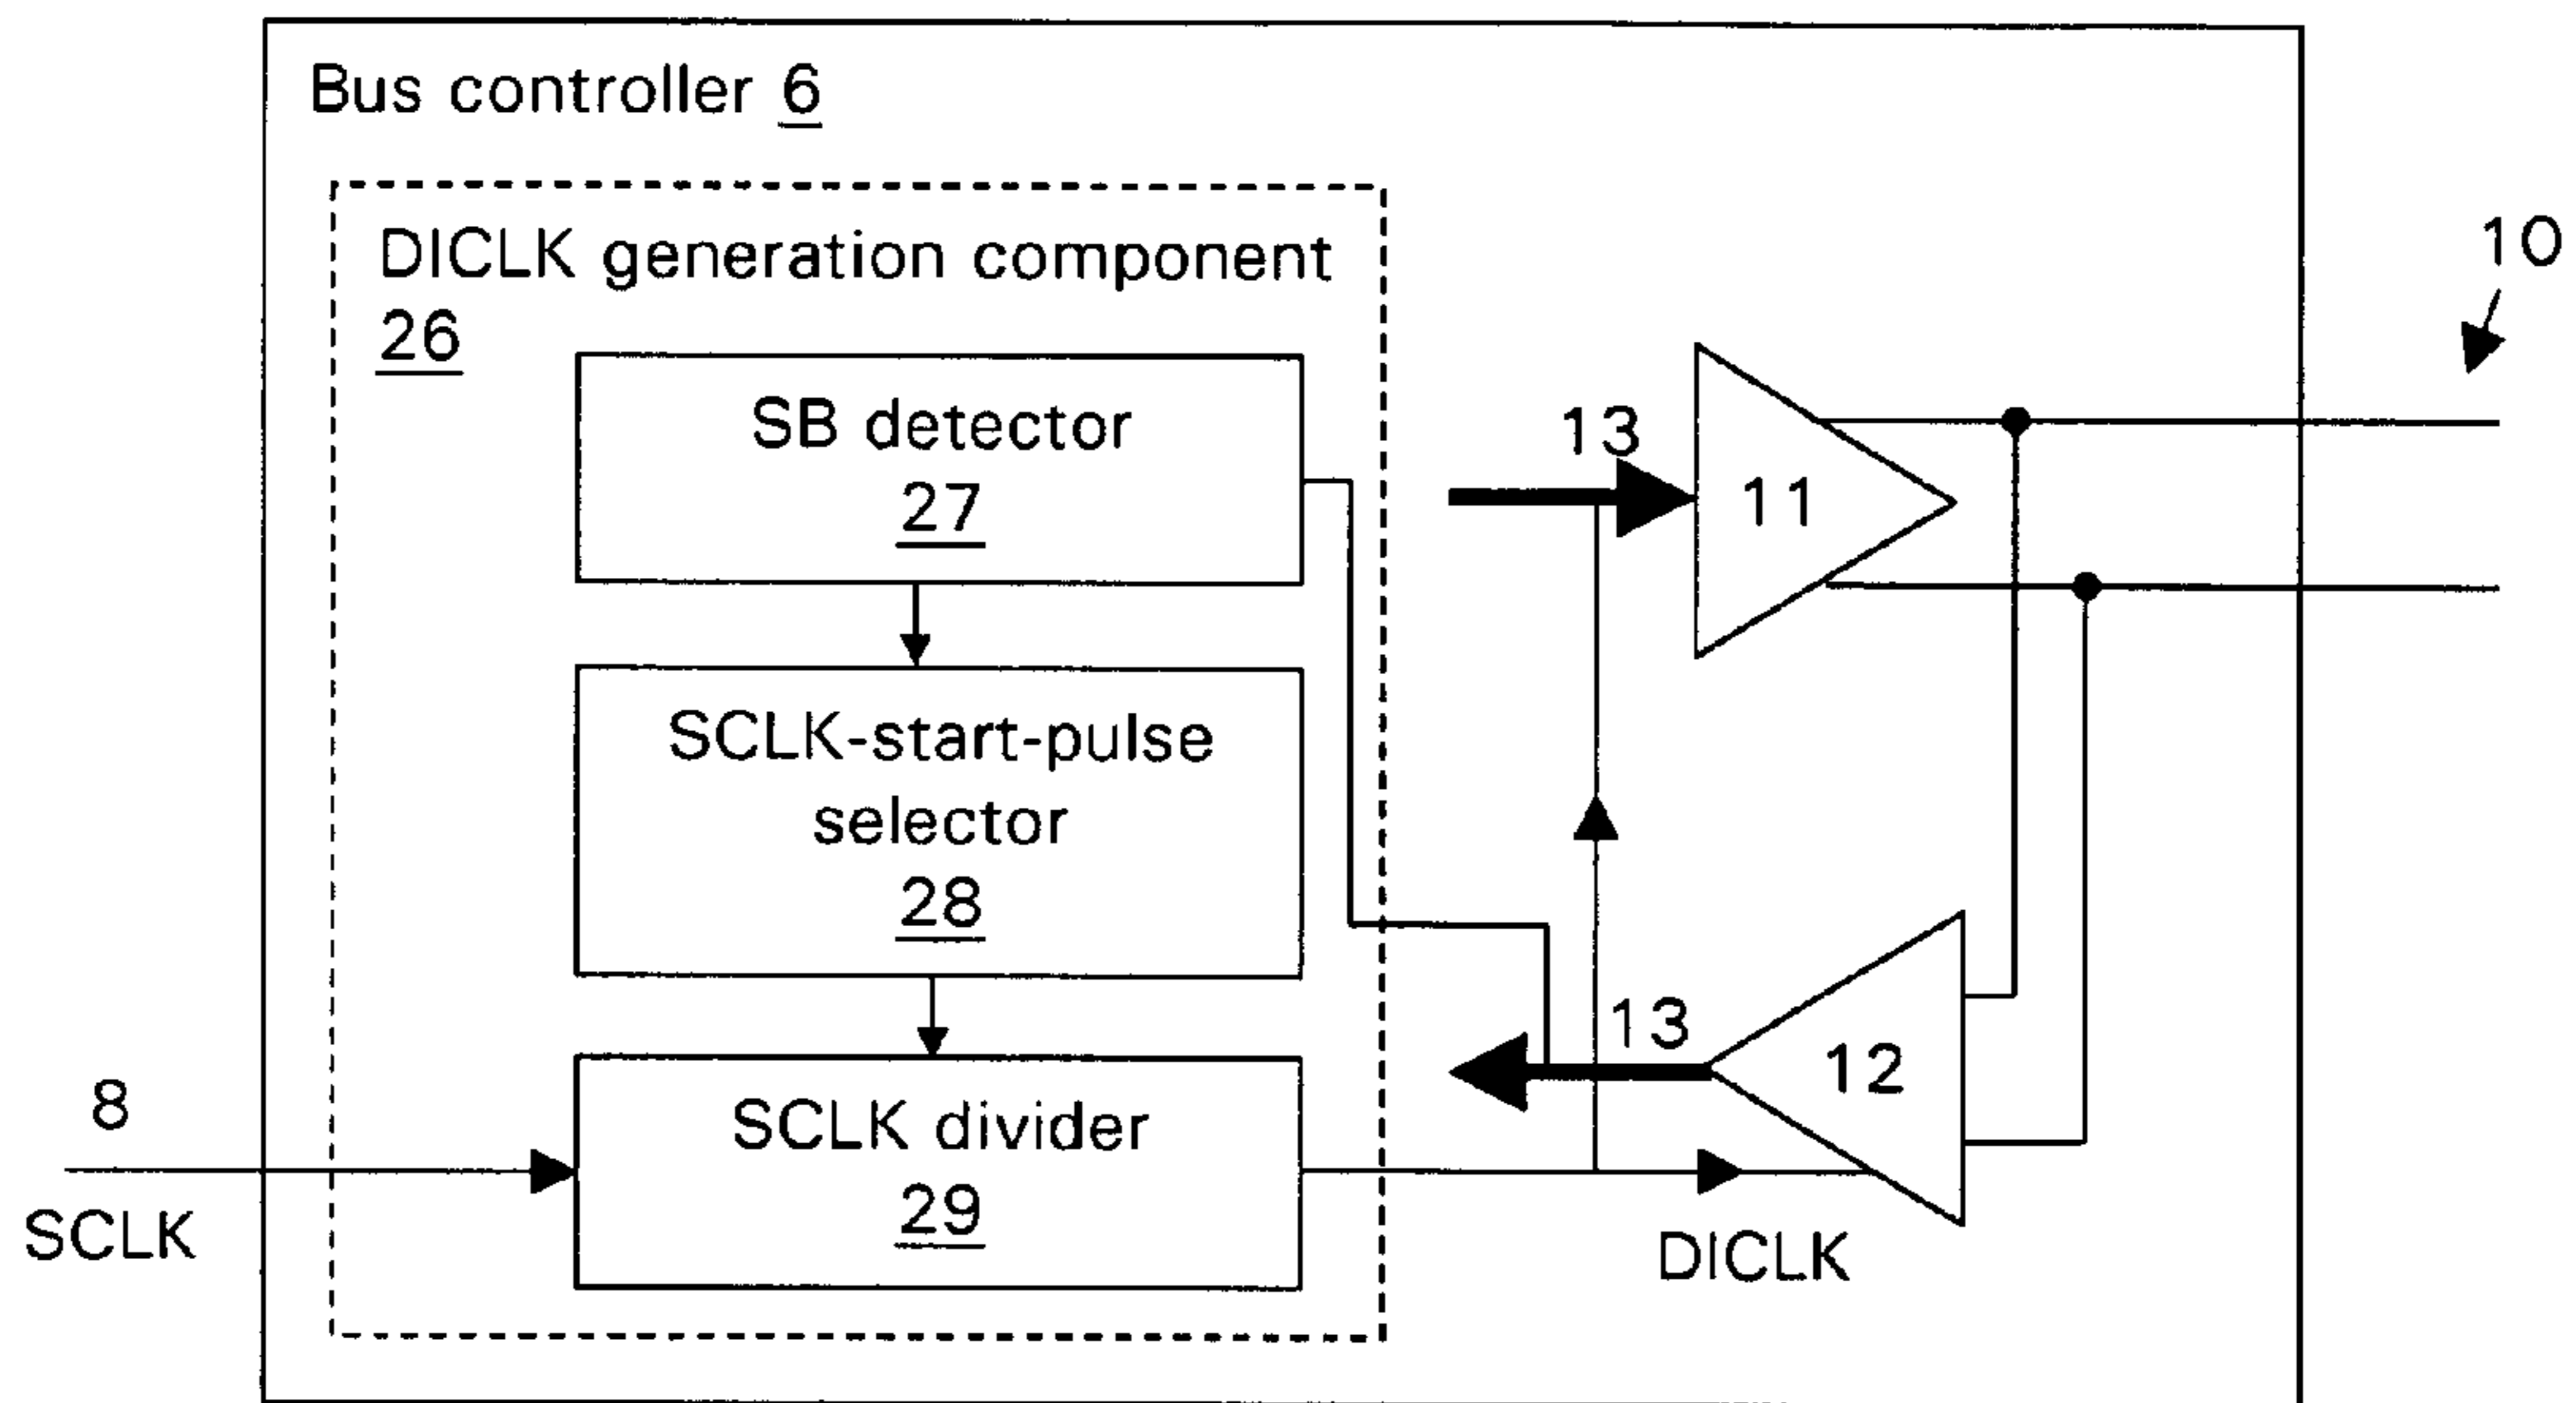 Bus controller 6
DICLK generation component
26
10
SB detector
27
13
11
SCLK-start-pulse
selector
28
13
12
8
SCLK
SCLK divider
29
DICLK